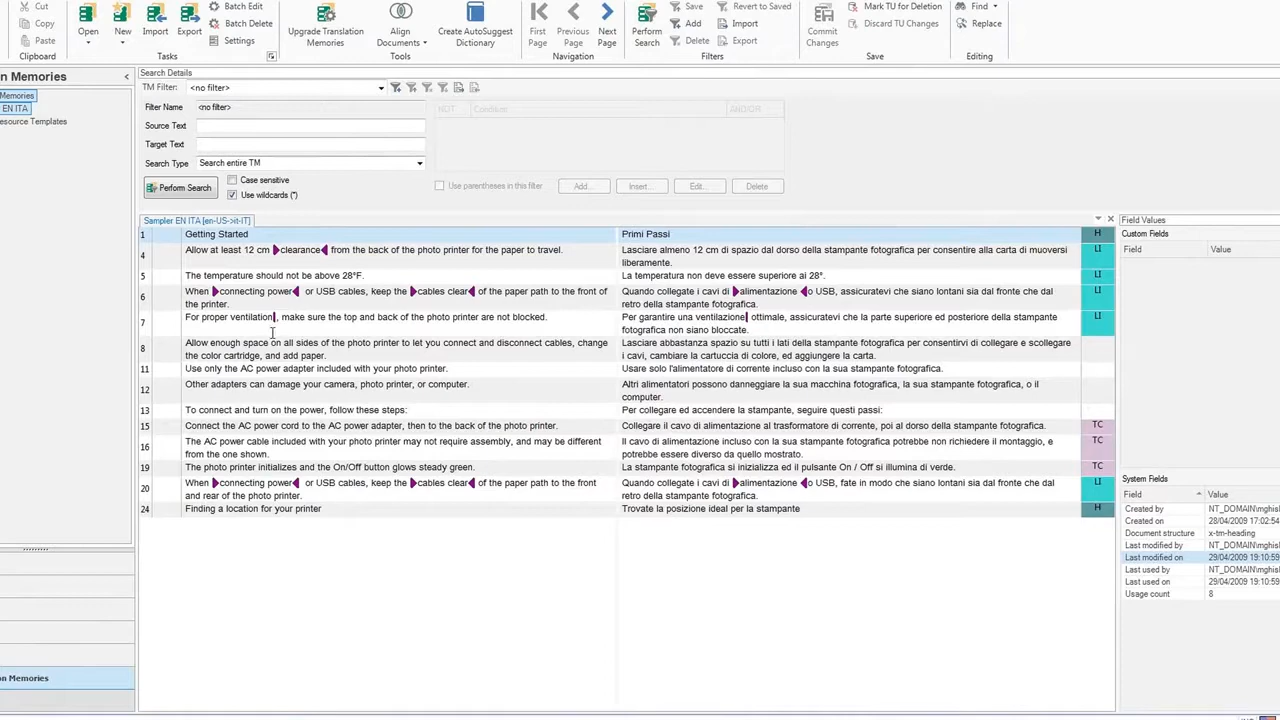 Cut
Copy
Paste
Clipboard
Open
New
Import
Export
Batch Edit
Batch Delete
Settings
Tasks
Upgrade Translation
Memories
Align
Documents
Create AutoSuggest
Dictionary
Tools
First
Page
Previous
Page
Next
Page
Navigation
Perform
Search
Save
Add
Delete
Revert to Saved
Import
Export
Filters
Commit
Changes
Mark TU for Deletion
Discard TU Changes
Save
Find
Replace
Editing
n Memories
Memories
EN ITA
esource Templates
on Memories
Search Details
TM Filter: <no filter>
Filter Name <no filter>
Source Text
Target Text
Search Type Search entire TM
Perform Search
Case sensitive
Use wildcards (*)
NOT Condition AND/OR
Use parentheses in this filter
Add... Insert... Edit... Delete
Sampler EN ITA [en-US->it-IT]
1 Getting Started Primi Passi H
4 Allow at least 12 cm clearance from the back of the photo printer for the paper to travel. Lasciare almeno 12 cm di spazio dal dorso della stampante fotografica per consentire alla carta di muoversi LI
liberamente.
5 The temperature should not be above 28°F. La temperatura non deve essere superiore ai 28°. LI
6 When connecting power or USB cables, keep the cables clear of the paper path to the front of Quando collegate i cavi di alimentazione o USB, assicuratevi che siano lontani sia dal fronte che dal LI
the printer. retro della stampante fotografica.
7 For proper ventilation, make sure the top and back of the photo printer are not blocked. Per garantire una ventilazione ottimale, assicuratevi che la parte superiore ed posteriore della stampante LI
fotografica non siano bloccate.
8 Allow enough space on all sides of the photo printer to let you connect and disconnect cables, change Lasciare abbastanza spazio su tutti i lati della stampante fotografica per consentirvi di collegare e scollegare
the color cartridge, and add paper. i cavi, cambiare la cartuccia di colore, ed aggiungere la carta.
11 Use only the AC power adapter included with your photo printer. Usare solo l'alimentatore di corrente incluso con la sua stampante fotografica.
12 Other adapters can damage your camera, photo printer, or computer. Altri alimentatori possono danneggiare la sua macchina fotografica, la sua stampante fotografica, o il
computer.
13 To connect and turn on the power, follow these steps: Per collegare ed accendere la stampante, seguire questi passi:
15 Connect the AC power cord to the AC power adapter, then to the back of the photo printer. Collegare il cavo di alimentazione al trasformatore di corrente, poi al dorso della stampante fotografica. TC
16 The AC power cable included with your photo printer may not require assembly, and may be different Il cavo di alimentazione incluso con la sua stampante fotografica potrebbe non richiedere il montaggio, e TC
from the one shown. potrebbe essere diverso da quello mostrato.
19 The photo printer initializes and the On/Off button glows steady green. La stampante fotografica si inizializza ed il pulsante On / Off si illumina di verde. TC
20 When connecting power or USB cables, keep the cables clear of the paper path to the front Quando collegate i cavi di alimentazione o USB, fate in modo che siano lontani sia dal fronte che dal LI
and rear of the photo printer. retro della stampante fotografica.
24 Finding a location for your printer Trovate la posizione ideal per la stampante H
Field Values
Custom Fields
Field Value
System Fields
Field Value
Created by NT_DOMAIN\mghisl
Created on 28/04/2009 17:02:54
Document structure x-tm-heading
Last modified by NT_DOMAIN\mghisl
Last modified on 29/04/2009 19:10:59
Last used by NT_DOMAIN\mghisl
Last used on 29/04/2009 19:10:59
Usage count 8